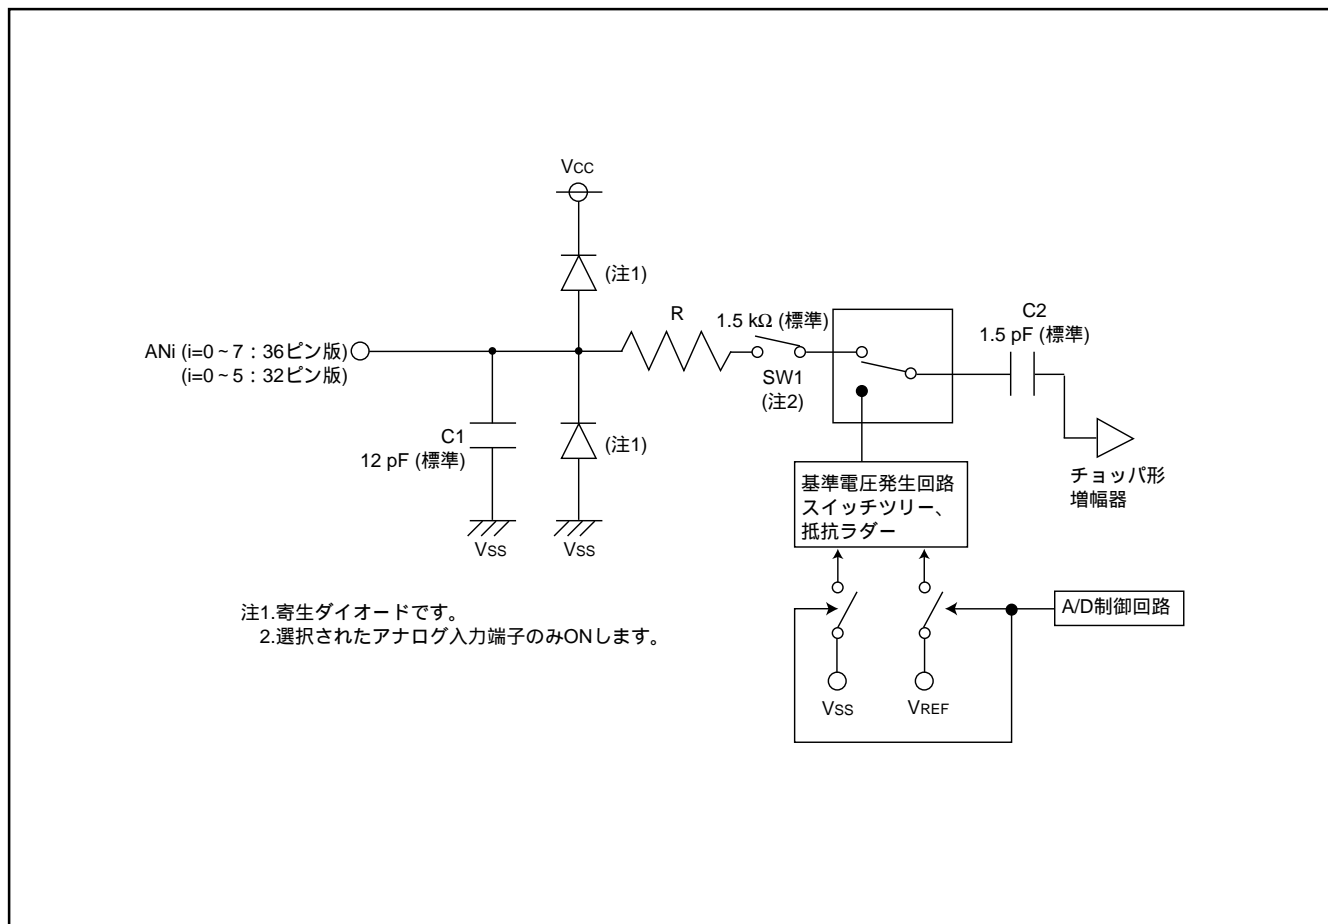 Vcc
(注1)
R
1.5 kΩ (標準)
C2
1.5 pF (標準)
ANi (i=0～7：36ピン版)
(i=0～5：32ピン版)
SW1
(注2)
C1
12 pF (標準)
(注1)
チョッパ形
増幅器
基準電圧発生回路
スイッチツリー、
抵抗ラダー
Vss
Vss
注1.寄生ダイオードです。
2.選択されたアナログ入力端子のみONします。
A/D制御回路
Vss
VREF